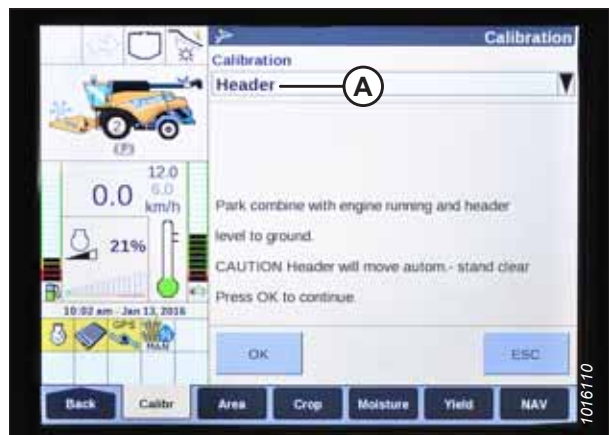 Calibration
Calibration
Header
A
2
(P)
12.0
0.0
6.0
km/h
21%
Park combine with engine running and header
level to ground.
CAUTION Header will move autom.- stand clear
Press OK to continue
10:02 am - Jan 13, 2016
GPS
MAN
OK
ESC
Back
Calibr
Area
Crop
Moisture
Yield
NAV
1016110